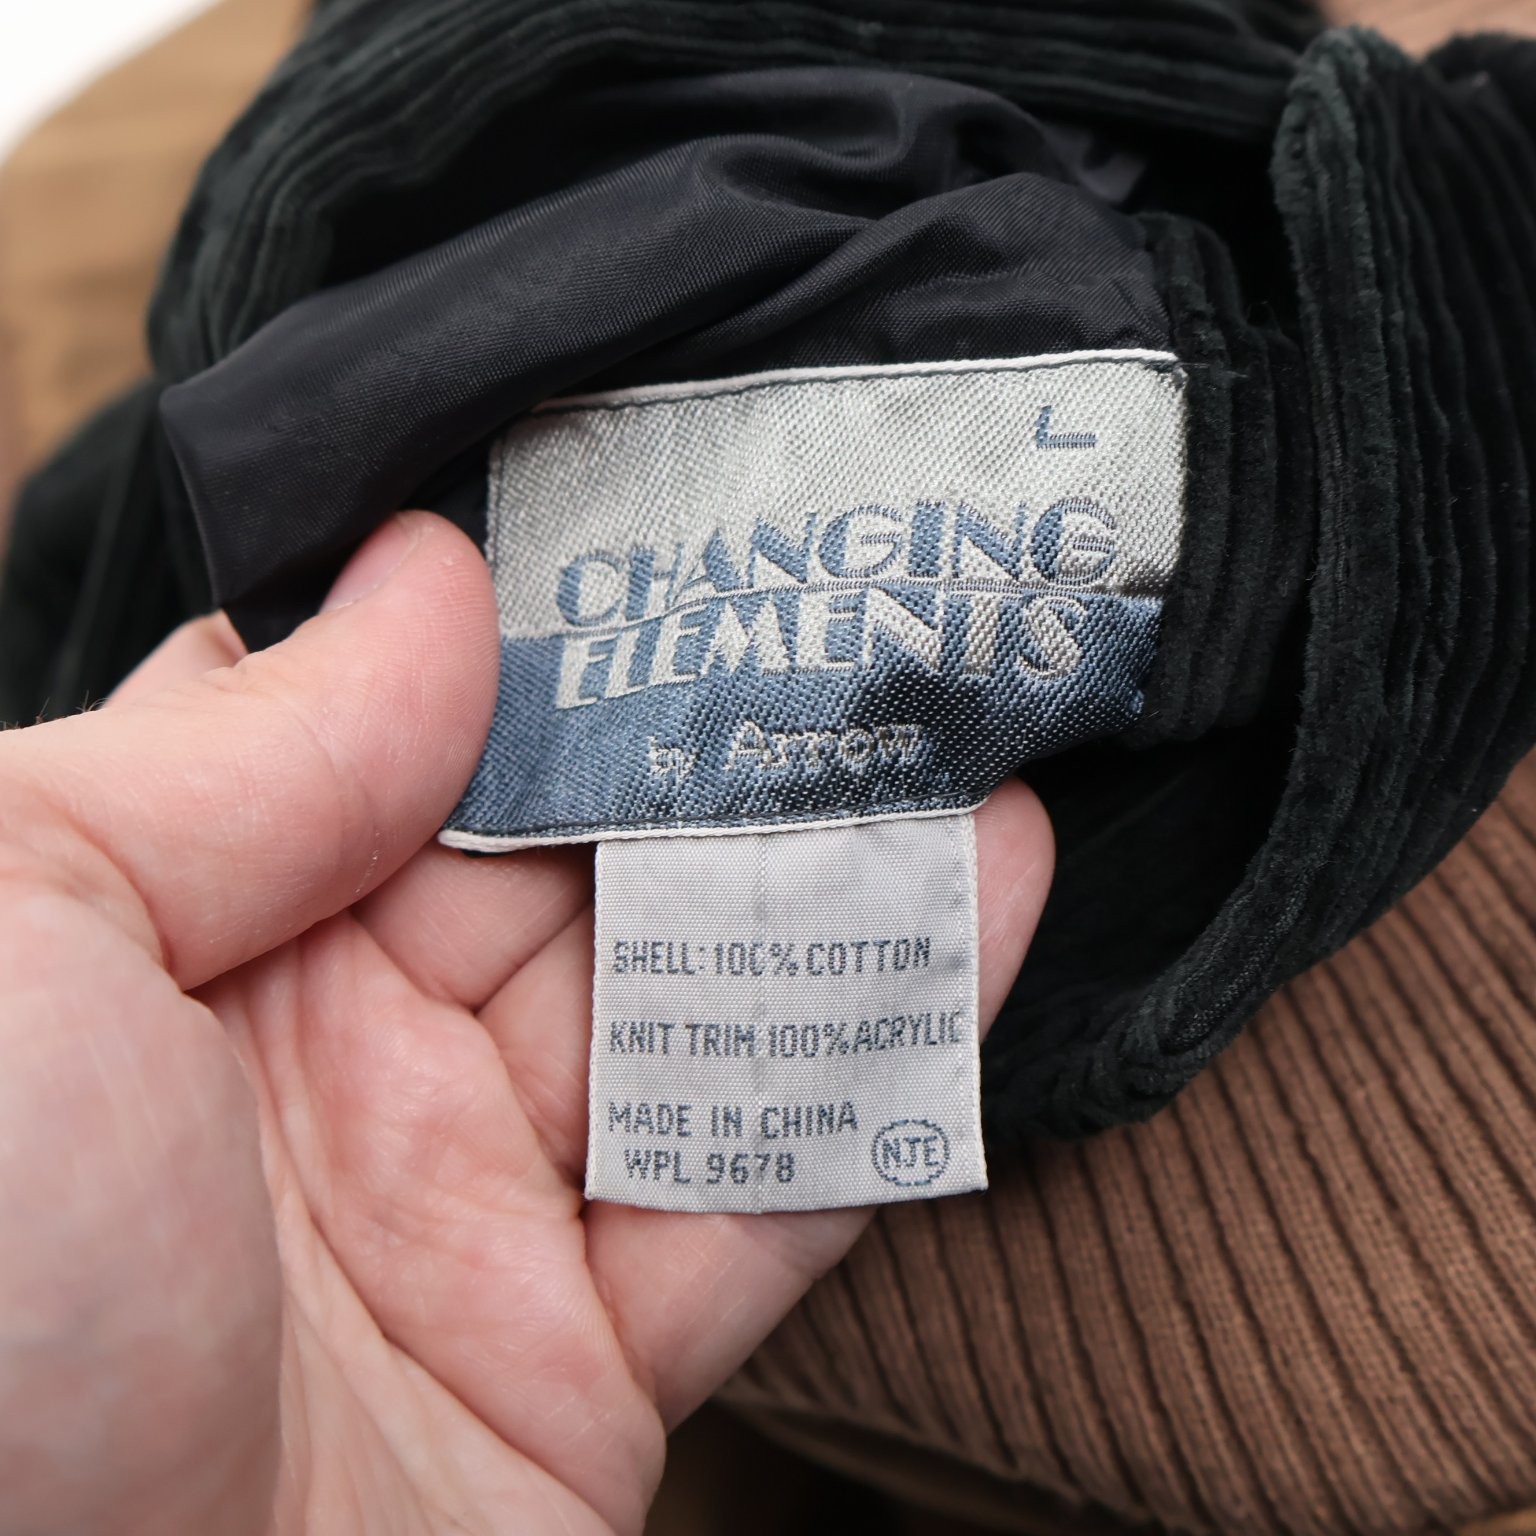 L
CHANGING
ELEMENTS
by Arrow
SHELL: 100% COTTON
KNIT TRIM 100% ACRYLIC
MADE IN CHINA
WPL 9678
NJE